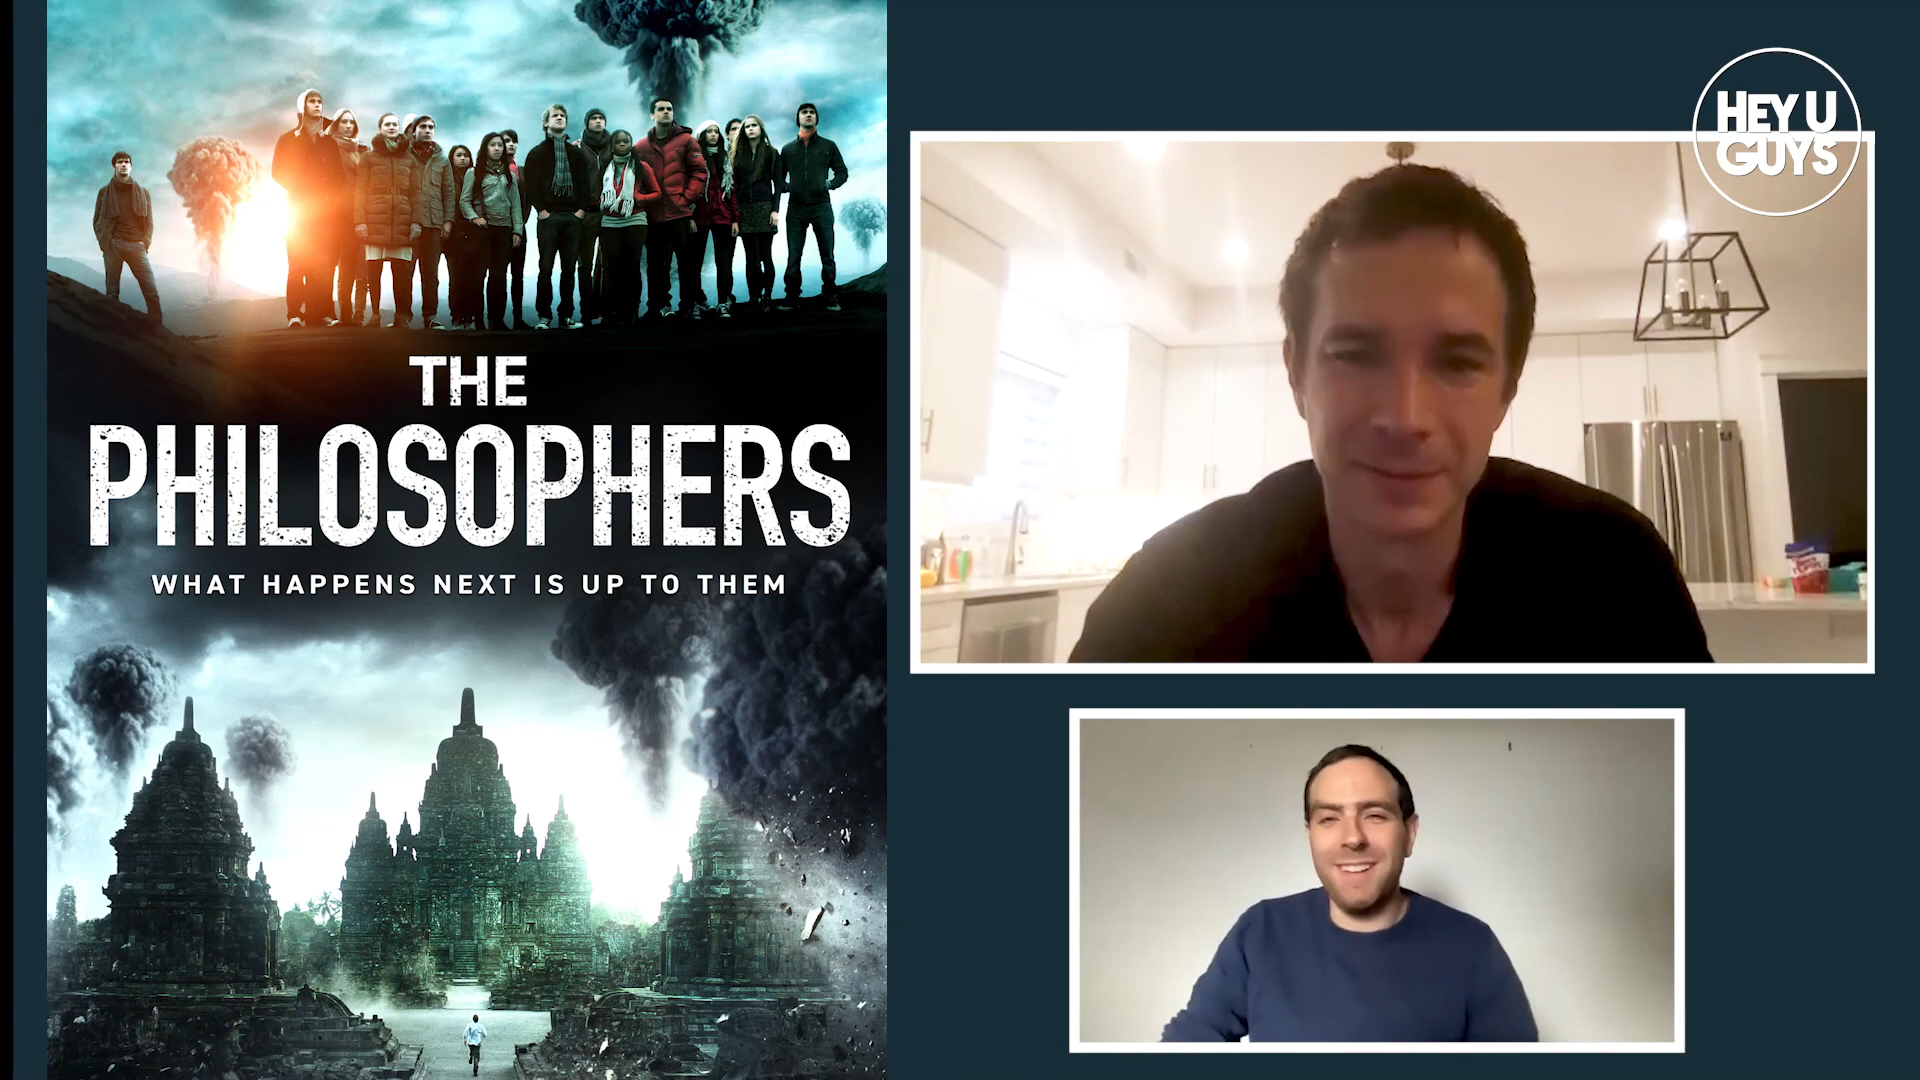 THE
PHILOSOPHERS
WHAT HAPPENS NEXT IS UP TO THEM
HEY U
GUYS